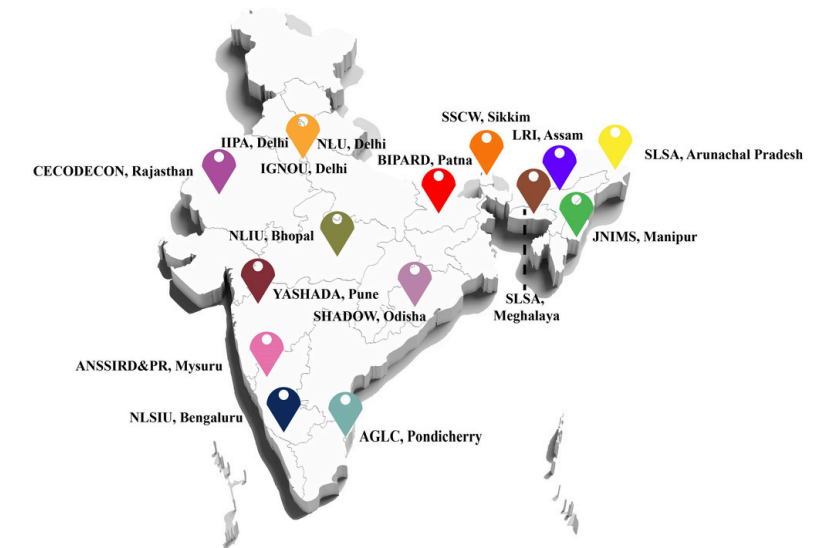 SSCW, Sikkim
LRI, Assam
IIPA, Delhi
NLU, Delhi
SLSA, Arunachal Pradesh
BIPARD, Patna
IGNOU, Delhi
CECODECON, Rajasthan
NLIU, Bhopal
JNIMS, Manipur
YASHADA, Pune
SLSA,
Meghalaya
SHADOW, Odisha
ANSSIRD&PR, Mysuru
NLSIU, Bengaluru
AGLC, Pondicherry